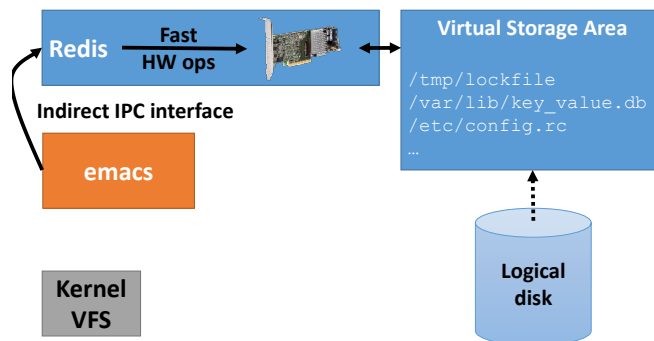 Redis
Fast
HW ops
Virtual Storage Area
/tmp/lockfile
/var/lib/key_value.db
/etc/config.rc
…
Indirect IPC interface
emacs
Logical
disk
Kernel
VFS